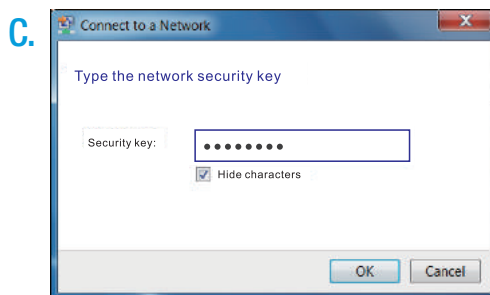 C.
Connect to a Network
Type the network security key
Security key:
••••••••
Hide characters
OK Cancel